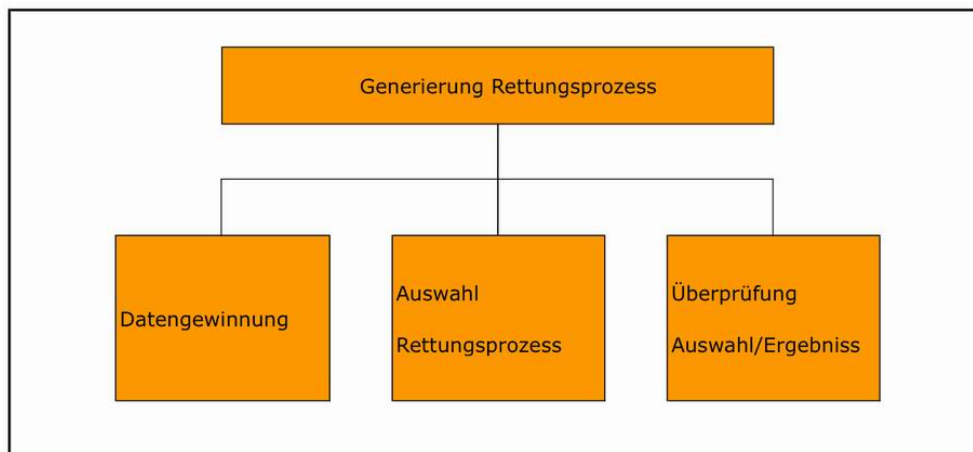 Generierung Rettungsprozess
Datengewinnung
Auswahl
Rettungsprozess
Überprüfung
Auswahl/Ergebniss